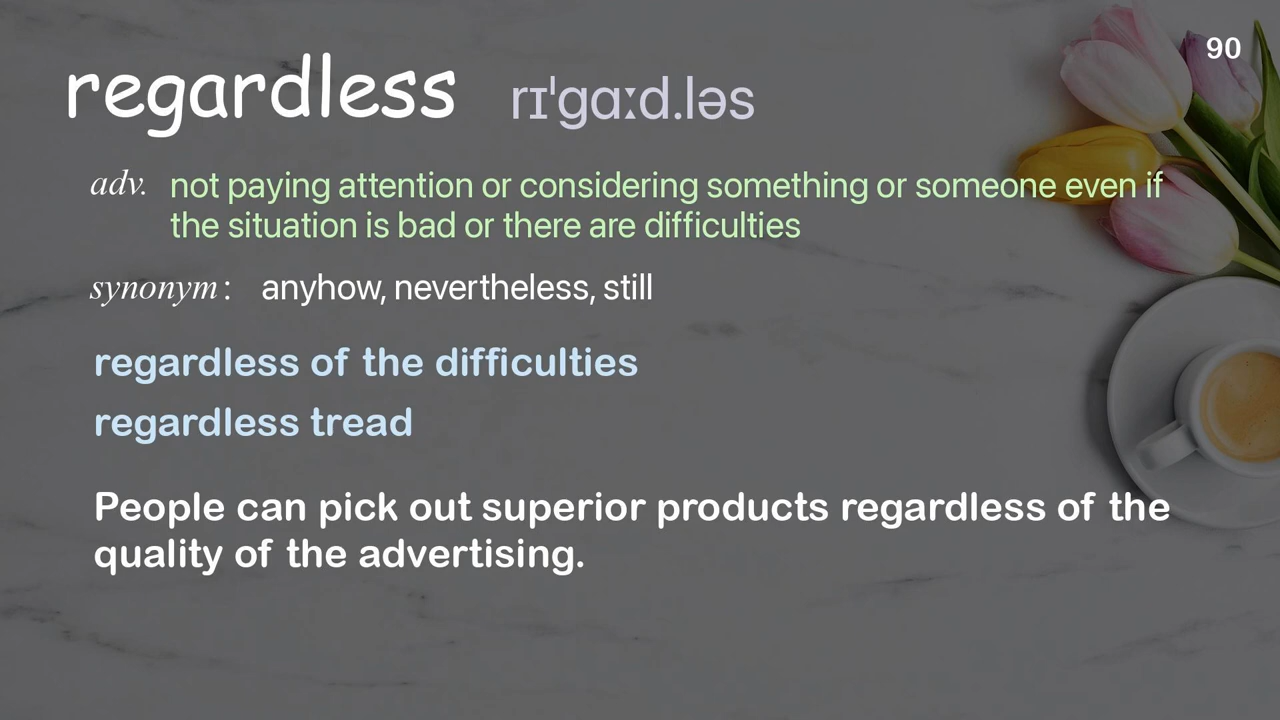 90
regardless rɪˈɡɑːd.ləs
adv. not paying attention or considering something or someone even if
the situation is bad or there are difficulties
synonym: anyhow, nevertheless, still
regardless of the difficulties
regardless tread
People can pick out superior products regardless of the
quality of the advertising.